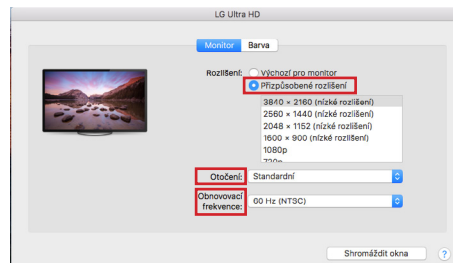 LG Ultra HD
Monitor Barva
Rozlišení: Výchozí pro monitor
Přizpůsobené rozlišení
3840 × 2160 (nízké rozlišení)
2560 × 1440 (nízké rozlišení)
2048 × 1152 (nízké rozlišení)
1600 × 900 (nízké rozlišení)
1080p
720p
Otočení: Standardní
Obnovovací
frekvence: 60 Hz (NTSC)
Shromáždit okna ?